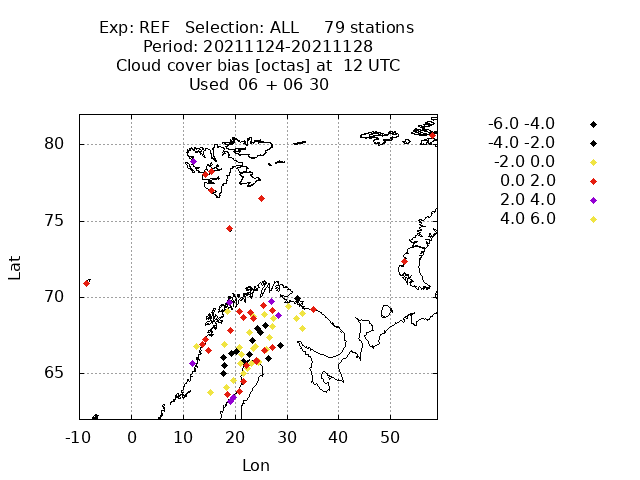 Exp: REF   Selection: ALL     79 stations
Period: 20211124-20211128
Cloud cover bias [octas] at  12 UTC
Used  06 + 06 30
-6.0 -4.0
-4.0 -2.0
-2.0 0.0
0.0 2.0
2.0 4.0
4.0 6.0
80
75
70
65
Lat
-10 0 10 20 30 40 50
Lon